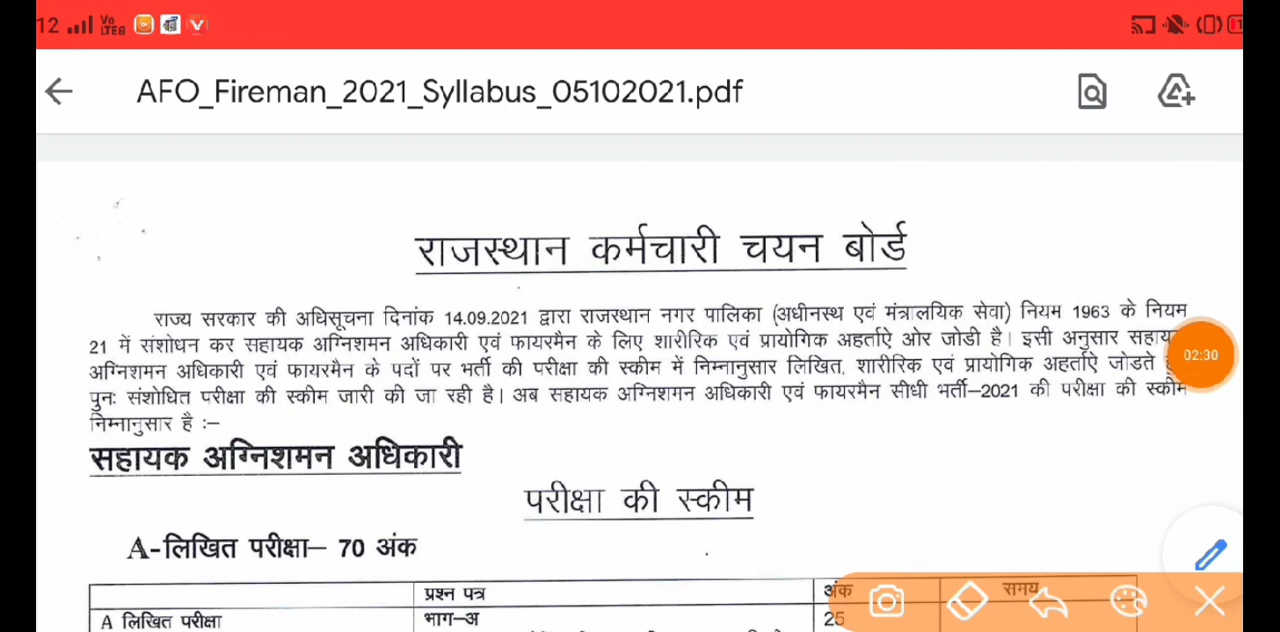 12 Vo LTE
AFO_Fireman_2021_Syllabus_05102021.pdf
राजस्थान कर्मचारी चयन बोर्ड
राज्य सरकार की अधिसूचना दिनांक 14.09.2021 द्वारा राजस्थान नगर पालिका (अधीनस्थ एवं मंत्रालयिक सेवा) नियम 1963 के नियम
21 में संशोधन कर सहायक अग्निशमन अधिकारी एवं फायरमैन के लिए शारीरिक एवं प्रायोगिक अहर्ताऐ ओर जोडी है। इसी अनुसार
अग्निशमन अधिकारी एवं फायरमैन के पदों पर भर्ती की परीक्षा की स्कीम में निम्नानुसार लिखित, शारीरिक एवं प्रायोगिक अहर्ताऐ जोडते
02:30
पुनः संशोधित परीक्षा की स्कीम जारी की जा रही है। अब सहायक अग्निशमन अधिकारी एवं फायरमैन सीधी भर्ती–2021 की परीक्षा की स्कीम
निम्नानुसार है :–
सहायक अग्निशमन अधिकारी
परीक्षा की स्कीम
A-लिखित परीक्षा– 70 अंक
प्रश्न पत्र अंक समय
A लिखित परीक्षा भाग–अ 25